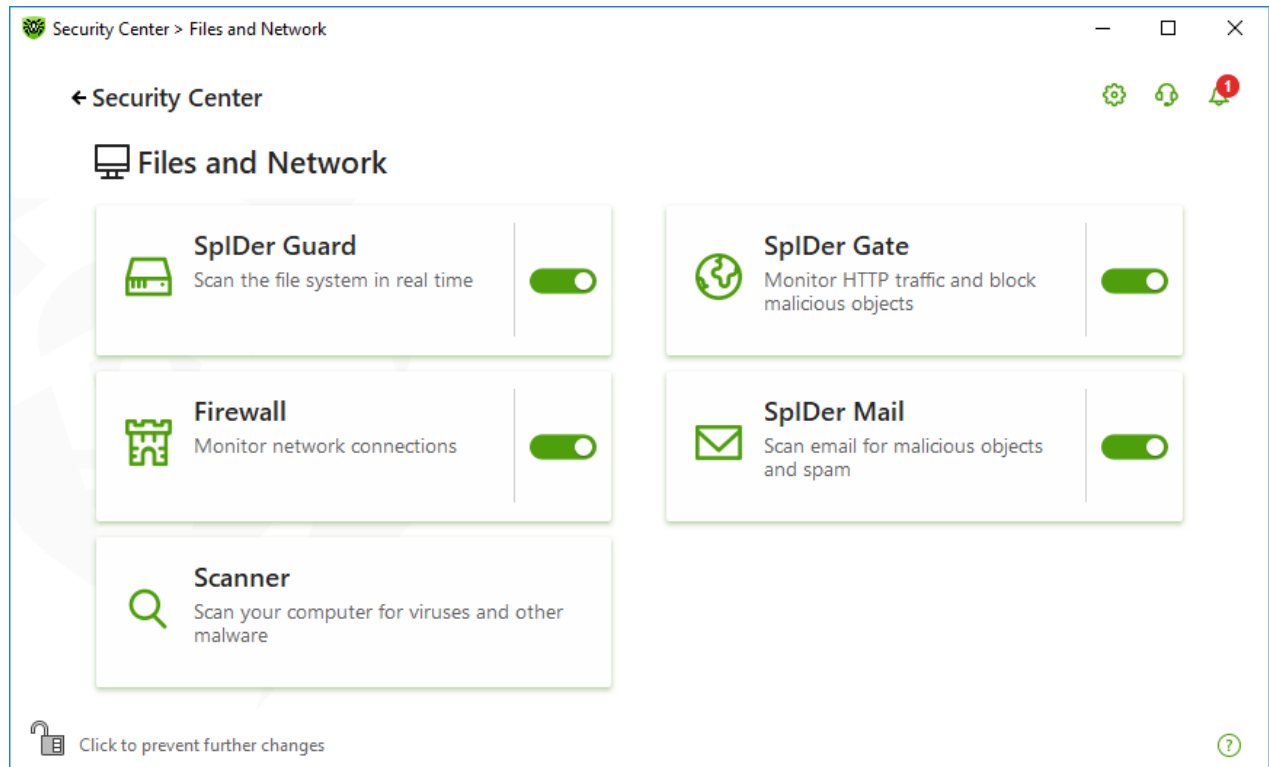 Security Center > Files and Network
Security Center
1
Files and Network
SpIDer Guard
Scan the file system in real time
SpIDer Gate
Monitor HTTP traffic and block
malicious objects
Firewall
Monitor network connections
SpIDer Mail
Scan email for malicious objects
and spam
Scanner
Scan your computer for viruses and other
malware
Click to prevent further changes
?